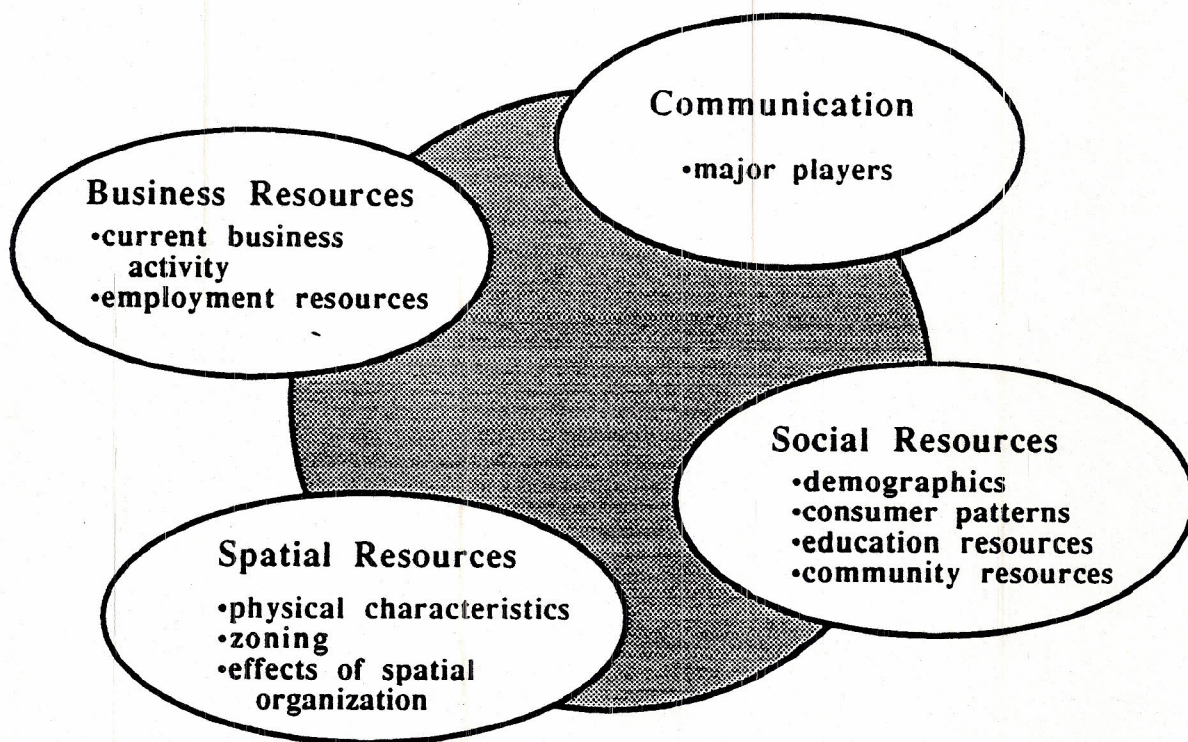 Communication
•major players
Business Resources
•current business
activity
•employment resources
Social Resources
•demographics
•consumer patterns
•education resources
•community resources
Spatial Resources
•physical characteristics
•zoning
•effects of spatial
organization